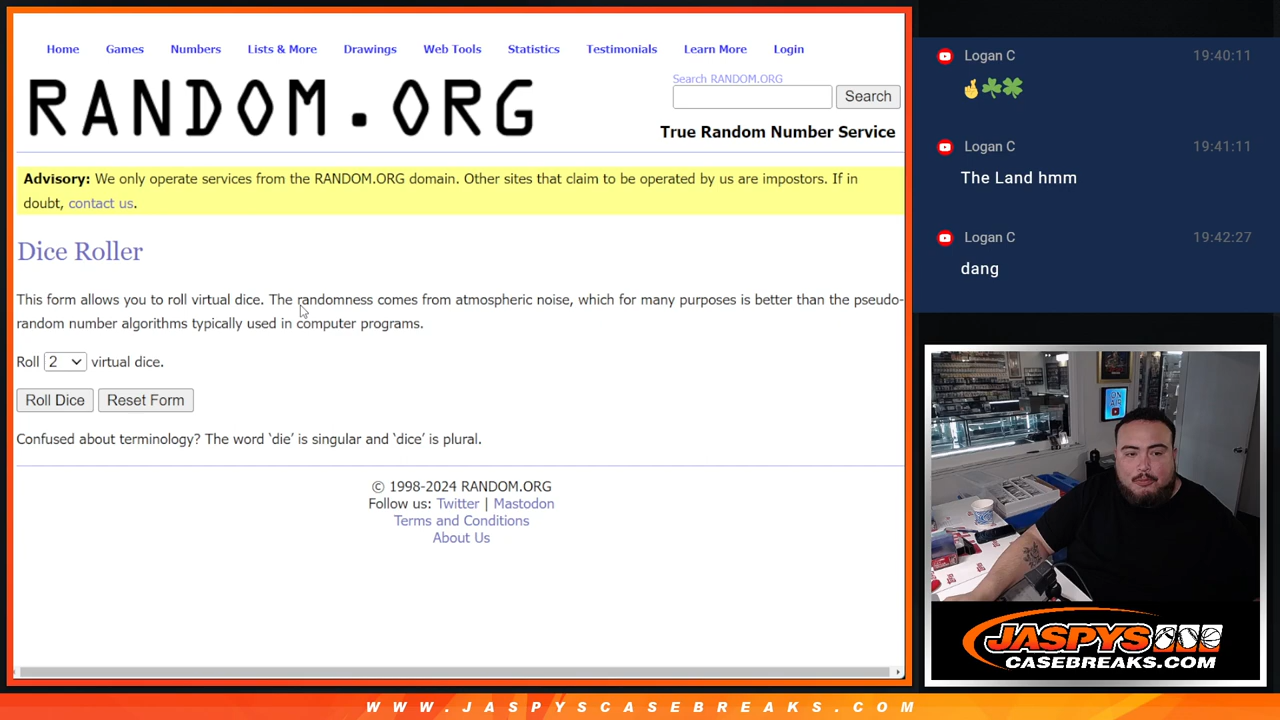 Home Games Numbers Lists & More Drawings Web Tools Statistics Testimonials Learn More Login
RANDOM.ORG
Search RANDOM.ORG
Search
True Random Number Service
Advisory: We only operate services from the RANDOM.ORG domain. Other sites that claim to be operated by us are impostors. If in
doubt, contact us.
Dice Roller
This form allows you to roll virtual dice. The randomness comes from atmospheric noise, which for many purposes is better than the pseudo-
random number algorithms typically used in computer programs.
Roll 2 virtual dice.
Roll Dice Reset Form
Confused about terminology? The word ‘die’ is singular and ‘dice’ is plural.
© 1998-2024 RANDOM.ORG
Follow us: Twitter | Mastodon
Terms and Conditions
About Us
Logan C 19:40:11
🤞☘️🍀
Logan C 19:41:11
The Land hmm
Logan C 19:42:27
dang
ON
AIR
JASPYS
CASEBREAKS.COM
WWW.JASPYSCASEBREAKS.COM